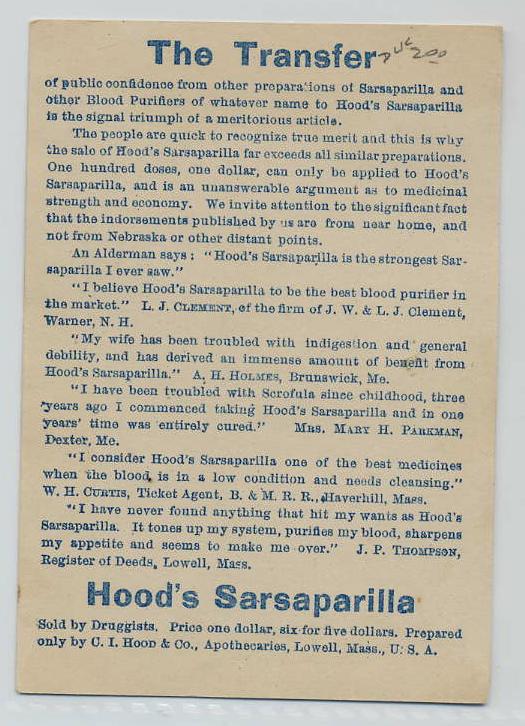 The Transfer
200
of public confidence from other preparations of Sarsaparilla and
other Blood Purifiers of whatever name to Hood's Sarsaparilla
is the signal triumph of a meritorious article.
The people are quick to recognize true merit and this is why
the sale of Hood's Sarsaparilla far exceeds all similar preparations.
One hundred doses, one dollar, can only be applied to Hood's
Sarsaparilla, and is an unanswerable argument as to medicinal
strength and economy. We invite attention to the significant fact
that the indorsements published by us are from near home, and
not from Nebraska or other distant points.
An Alderman says: "Hood's Sarsaparilla is the strongest Sar-
saparilla I ever saw."
"I believe Hood's Sarsaparilla to be the best blood purifier in
the market." L. J. CLEMENT, of the firm of J. W. & L. J. Clement,
Warner, N. H.
"My wife has been troubled with indigestion and general
debility, and has derived an immense amount of benefit from
Hood's Sarsaparilla." A. H. HOLMES, Brunswick, Me.
"I have been troubled with Scrofula since childhood, three
years ago I commenced taking Hood's Sarsaparilla and in one
years' time was entirely cured." MRS. MARY H. PARKMAN,
Dexter, Me.
"I consider Hood's Sarsaparilla one of the best medicines
when the blood is in a low condition and needs cleansing."
W. H. CURTIS, Ticket Agent, B. & M. R. R., Haverhill, Mass.
"I have never found anything that hit my wants as Hood's
Sarsaparilla. It tones up my system, purifies my blood, sharpens
my appetite and seems to make me over." J. P. THOMPSON,
Register of Deeds, Lowell, Mass.
Hood's Sarsaparilla
Sold by Druggists. Price one dollar, six for five dollars. Prepared
only by C. I. HOOD & Co., Apothecaries, Lowell, Mass., U. S. A.